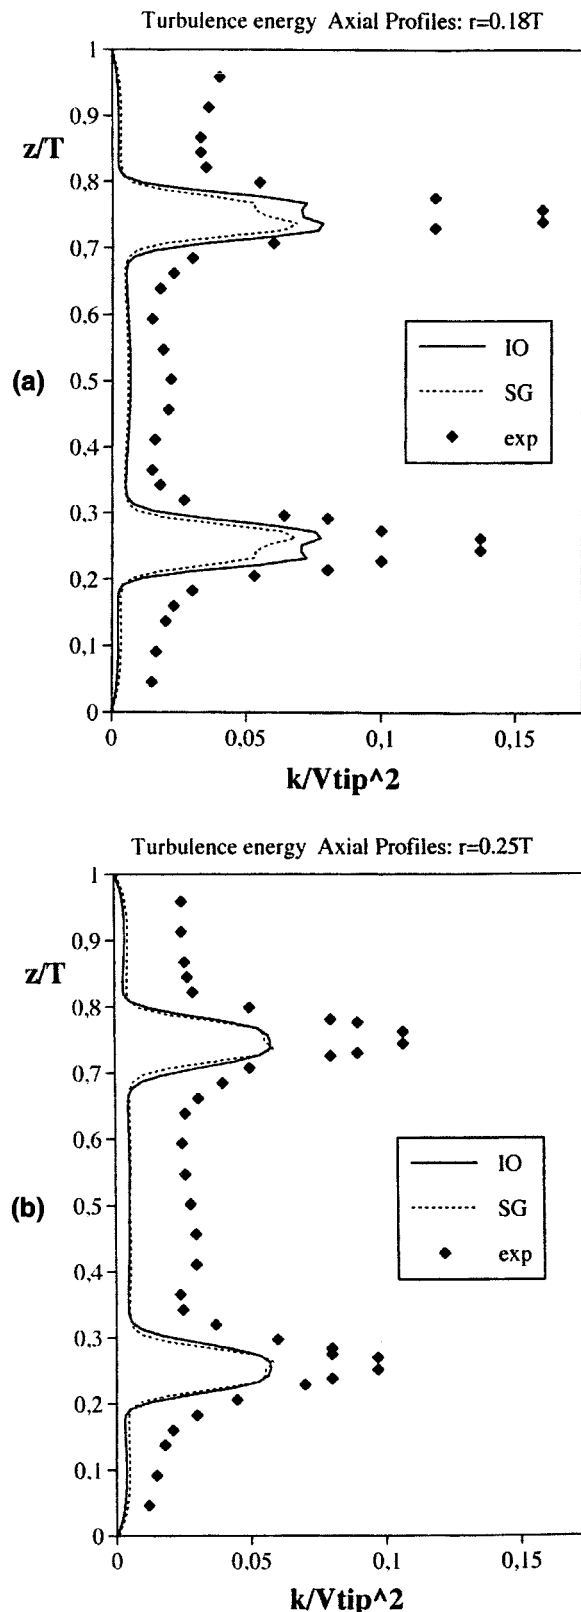 Turbulence energy Axial Profiles: r=0.18T
1
0,9
z/T
0,8
0,7
0,6
IO
(a)
0,5
SG
0,4
exp
0,3
0,2
0,1
0
0 0,05 0,1 0,15
k/Vtip^2
Turbulence energy Axial Profiles: r=0.25T
1
0,9
z/T
0,8
0,7
0,6
IO
(b)
0,5
SG
0,4
exp
0,3
0,2
0,1
0
0 0,05 0,1 0,15
k/Vtip^2